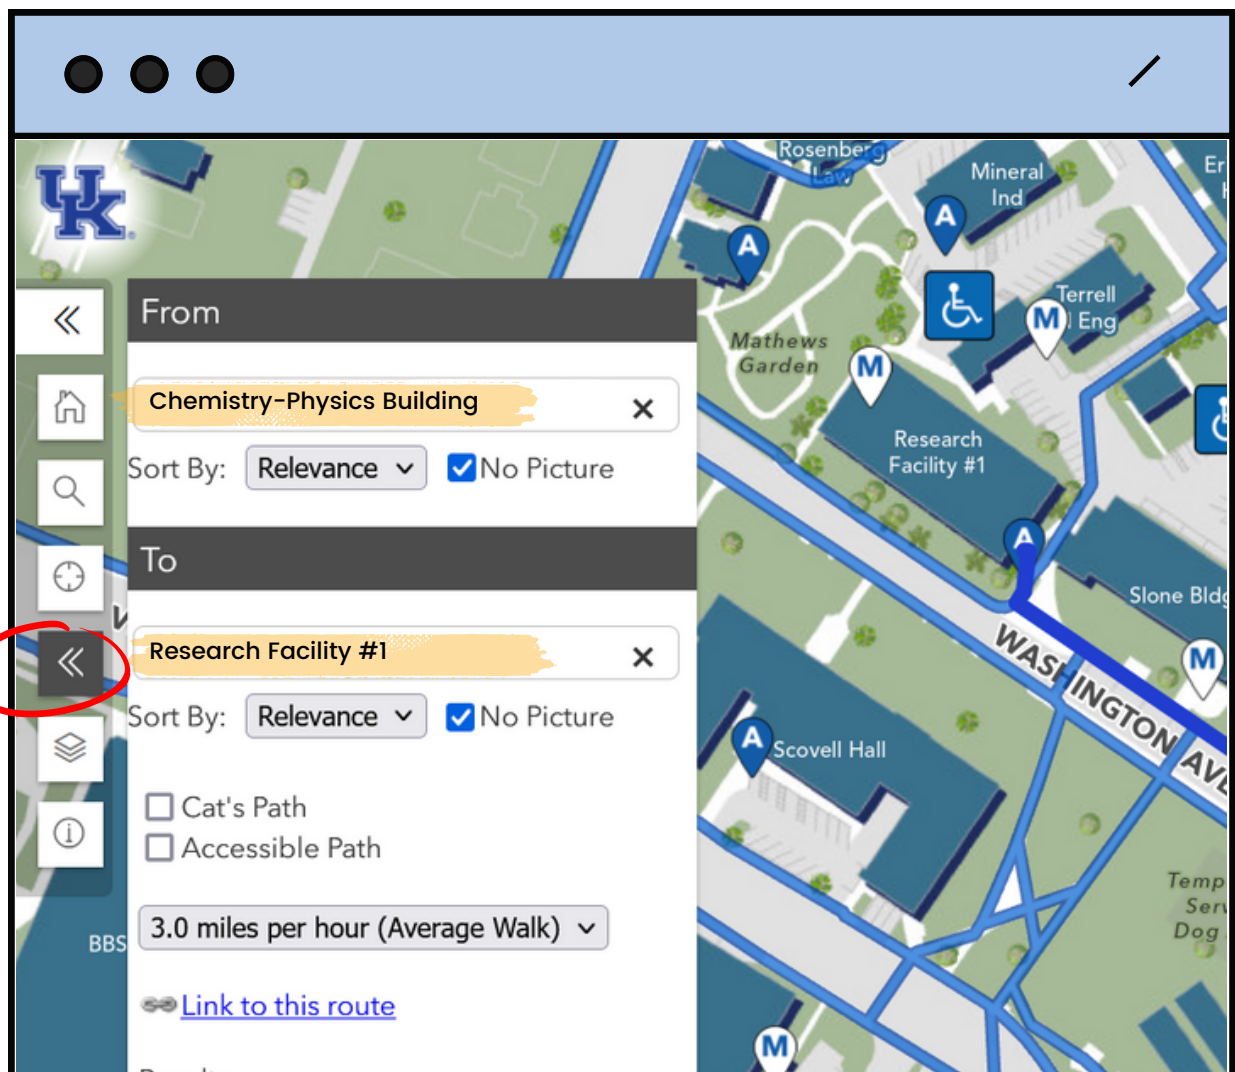 UK
Rosenberg
Law
Mineral
Ind
A
A
Terrell
Eng
M
Mathews
Garden
M
Research
Facility #1
A
Slone Bldg
WASHINGTON AVE
M
A
Scovell Hall
Temp
Serv
Dog
M
BBS
From
Chemistry-Physics Building
Sort By: Relevance No Picture
To
Research Facility #1
Sort By: Relevance No Picture
Cat's Path
Accessible Path
3.0 miles per hour (Average Walk)
Link to this route